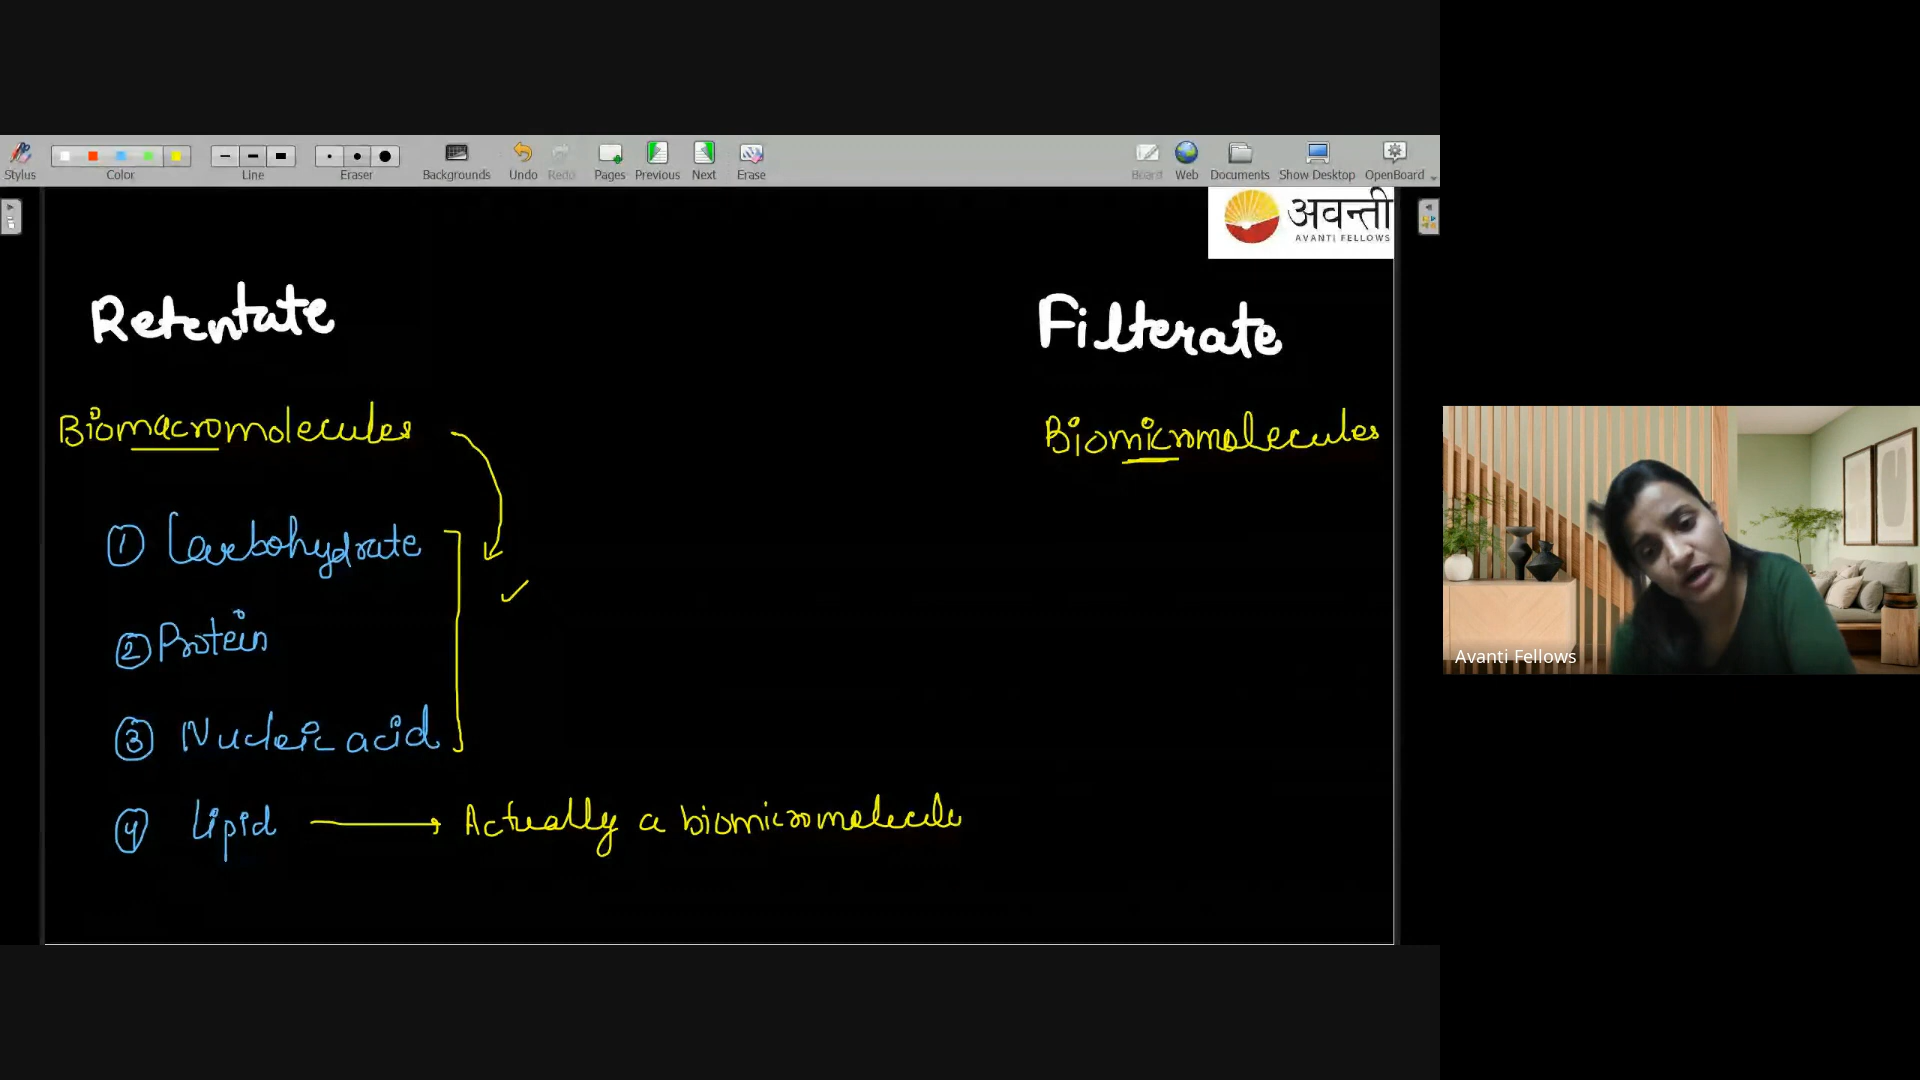 Stylus
Color
Line
Eraser
Backgrounds
Undo
Redo
Pages
Previous
Next
Erase
Board
Web
Documents
Show Desktop
OpenBoard
अवन्ती
AVANTI FELLOWS
Retentate
Filterate
Biomacromolecules
Biomicromolecules
① Carbohydrate
② Protein
③ Nucleic acid
④ Lipid → Actually a biomicromolecule
Avanti Fellows